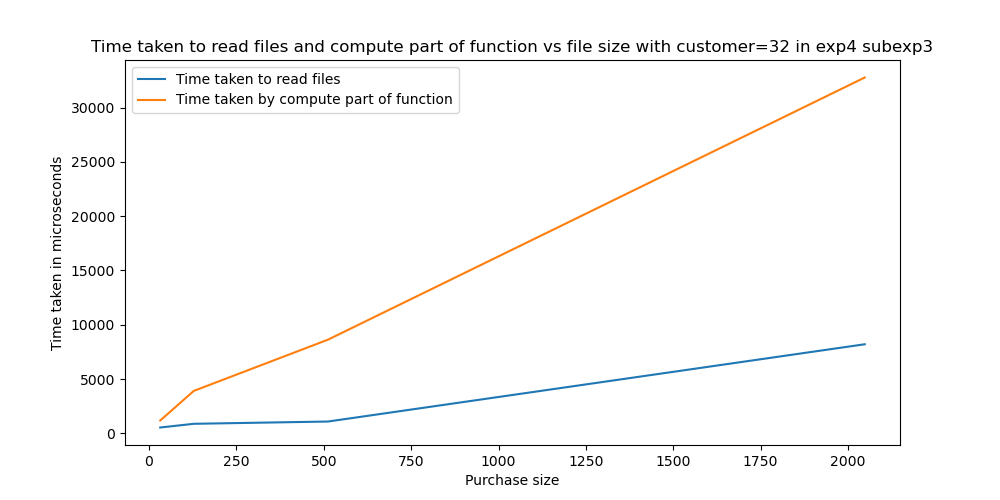 Time taken to read files and compute part of function vs file size with customer=32 in exp4 subexp3
Time taken to read files
Time taken by compute part of function
30000
25000
20000
15000
10000
5000
0
Time taken in microseconds
0 250 500 750 1000 1250 1500 1750 2000
Purchase size